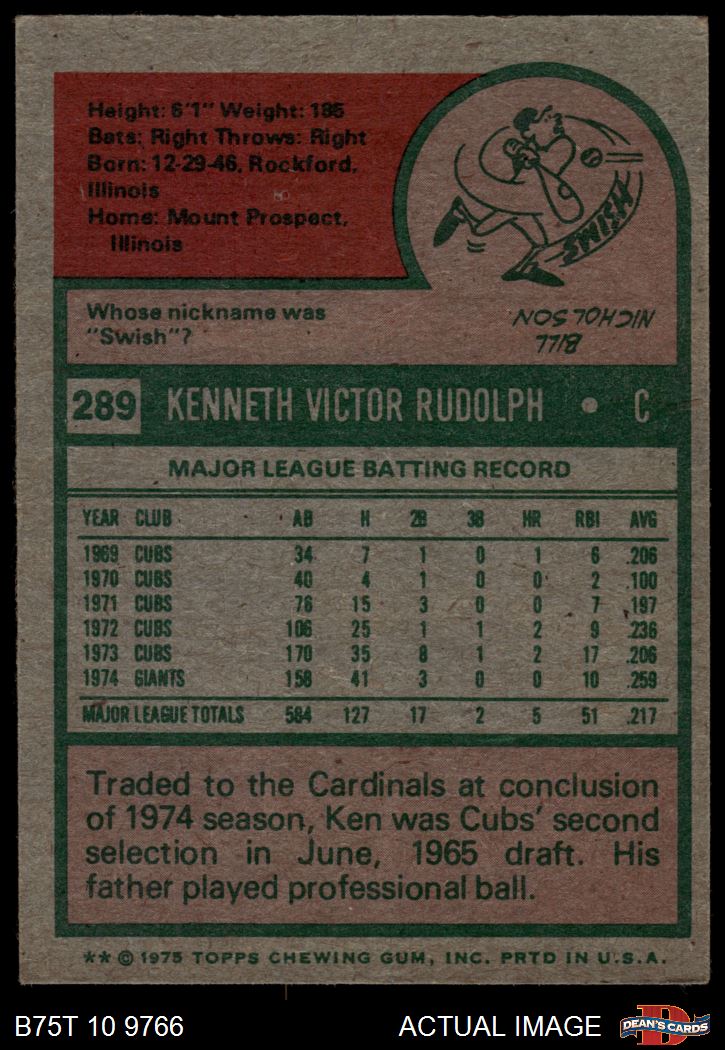 Height: 6'1" Weight: 185
Bats: Right Throws: Right
Born: 12-29-46, Rockford,
Illinois
Home: Mount Prospect,
Illinois
SWISH
Whose nickname was
"Swish"?
BILL
NICHOLSON
289 KENNETH VICTOR RUDOLPH • C
MAJOR LEAGUE BATTING RECORD
YEAR CLUB AB H 2B 3B HR RBI AVG
1969 CUBS 34 7 1 0 1 6 .206
1970 CUBS 40 4 1 0 0 2 .100
1971 CUBS 76 15 3 0 0 7 .197
1972 CUBS 106 25 1 1 2 9 .236
1973 CUBS 170 35 8 1 2 17 .206
1974 GIANTS 158 41 3 0 0 10 .259
MAJOR LEAGUE TOTALS 584 127 17 2 5 51 .217
Traded to the Cardinals at conclusion
of 1974 season, Ken was Cubs' second
selection in June, 1965 draft. His
father played professional ball.
** © 1975 TOPPS CHEWING GUM, INC. PRTD IN U.S.A.
B75T 10 9766 ACTUAL IMAGE
D
DEAN'S CARDS